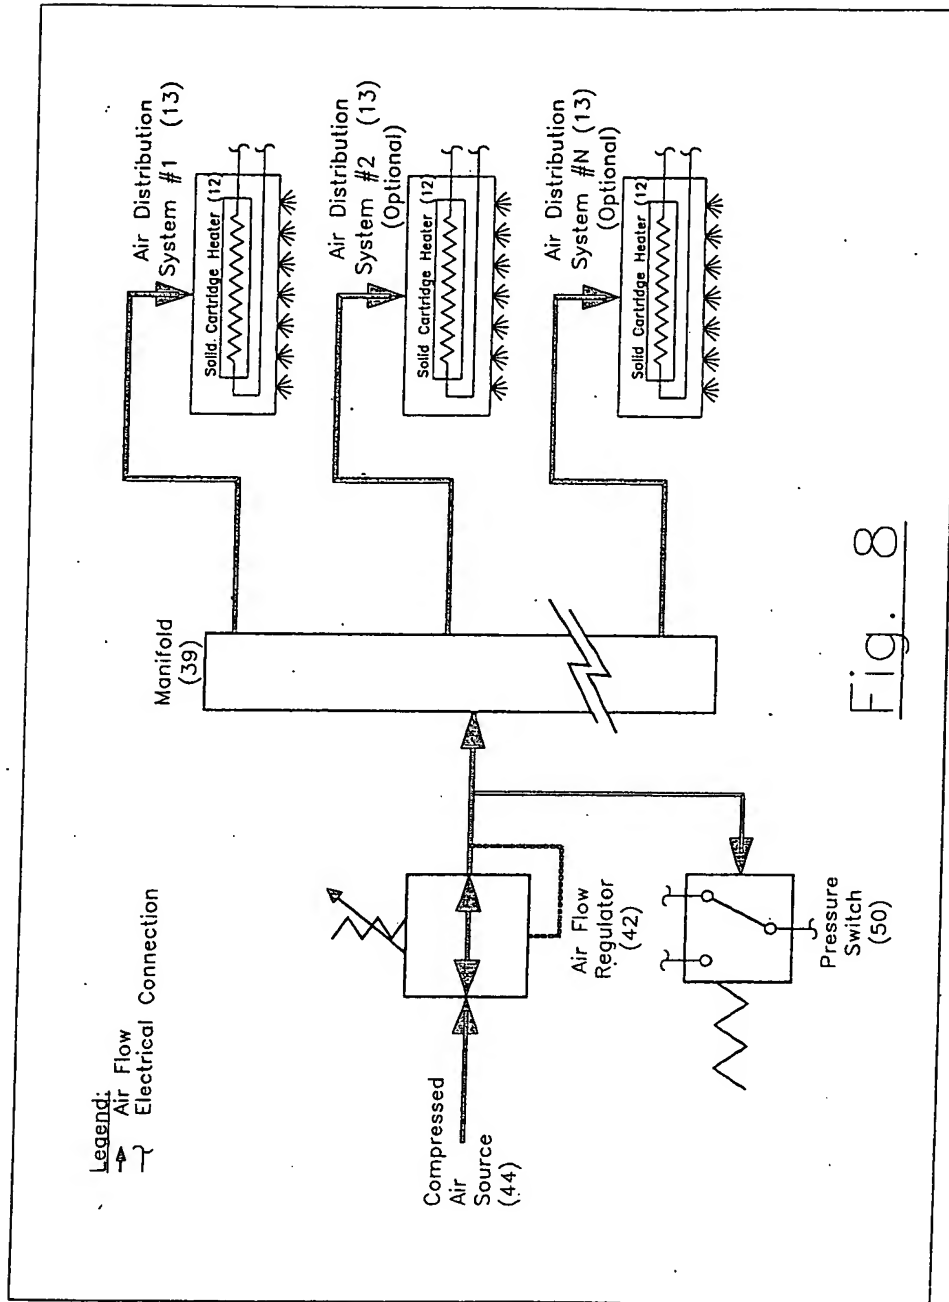 Legend:
Air Flow
Electrical Connection
Compressed
Air
Source
(44)
Air Flow
Regulator
(42)
Pressure
Switch
(50)
Manifold
(39)
Air Distribution
System #1 (13)
Solid. Cartridge Heater (12)
Air Distribution
System #2 (13)
(Optional)
Solid Cartridge Heater (12)
Air Distribution
System #N (13)
(Optional)
Solid Cartridge Heater (12)
Fig. 8